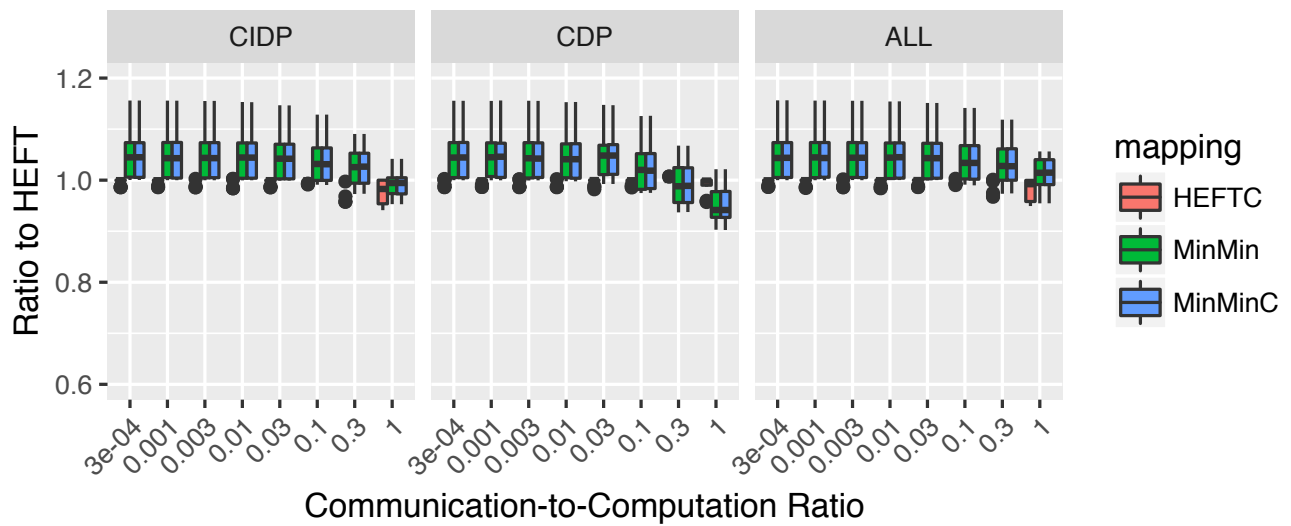 CIDP CDP ALL
Ratio to HEFT
1.2
1.0
0.8
0.6
3e-04 0.001 0.003 0.01 0.03 0.1 0.3 1
3e-04 0.001 0.003 0.01 0.03 0.1 0.3 1
3e-04 0.001 0.003 0.01 0.03 0.1 0.3 1
Communication-to-Computation Ratio
mapping
HEFTC
MinMin
MinMinC